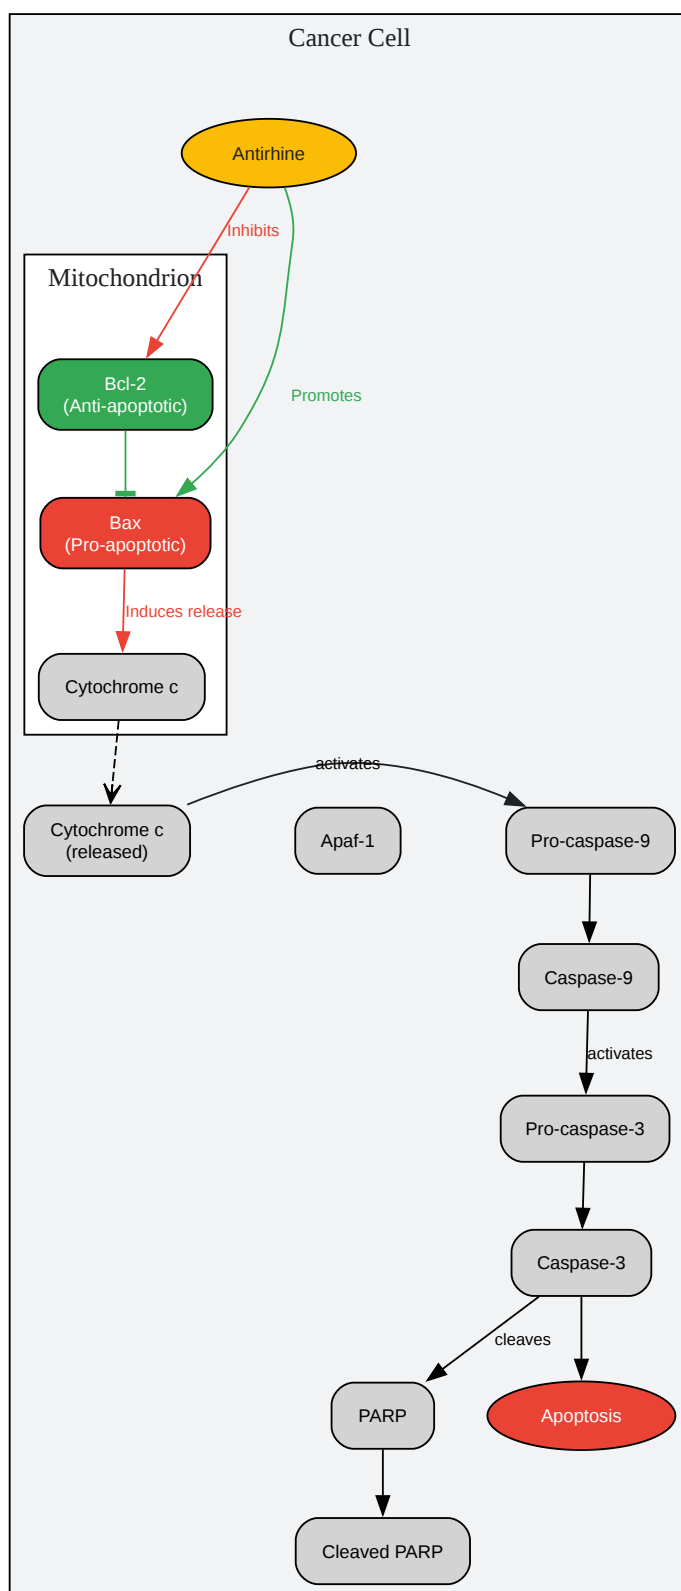 Cancer Cell
Antirhine
Inhibits
Mitochondrion
Bcl-2
(Anti-apoptotic)
Promotes
Bax
(Pro-apoptotic)
Induces release
Cytochrome c
activates
Cytochrome c
(released)
Apaf-1
Pro-caspase-9
Caspase-9
activates
Pro-caspase-3
Caspase-3
cleaves
PARP
Apoptosis
Cleaved PARP